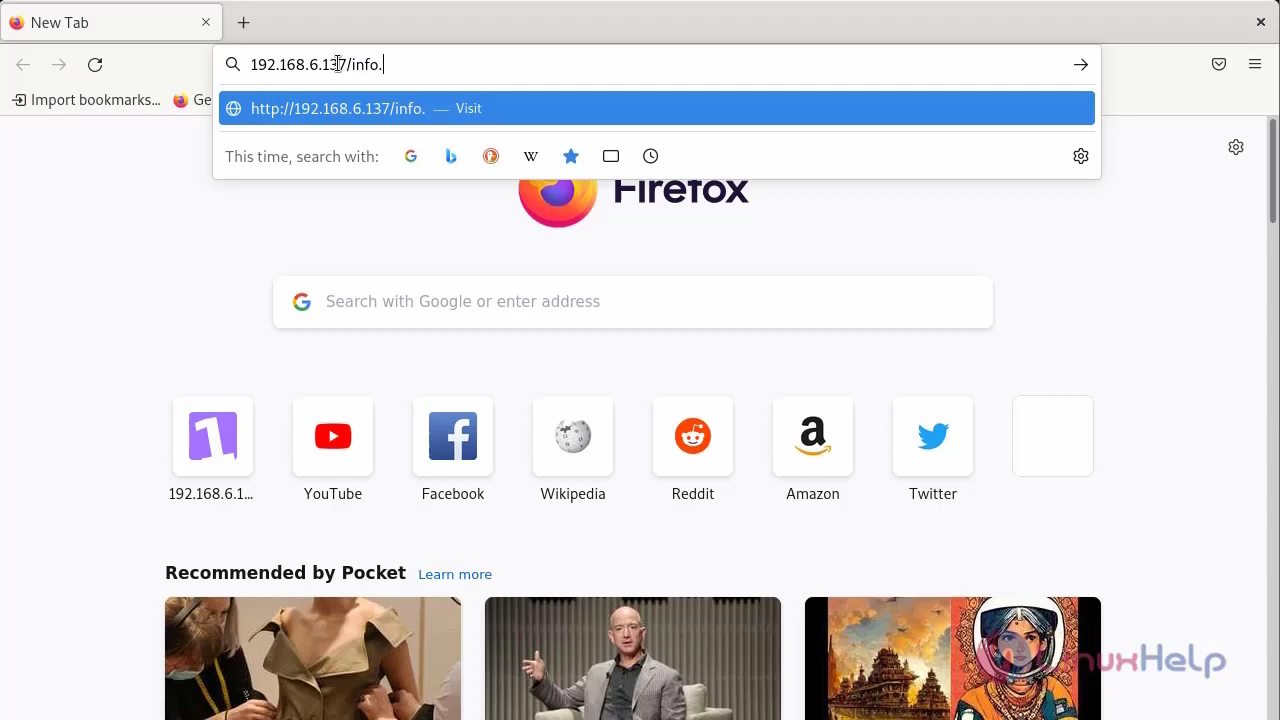 New Tab
192.168.6.137/info.
http://192.168.6.137/info. — Visit
Import bookmarks...
Ge
This time, search with:
Firefox
Search with Google or enter address
192.168.6.1...
YouTube
Facebook
Wikipedia
Reddit
Amazon
Twitter
Recommended by Pocket Learn more